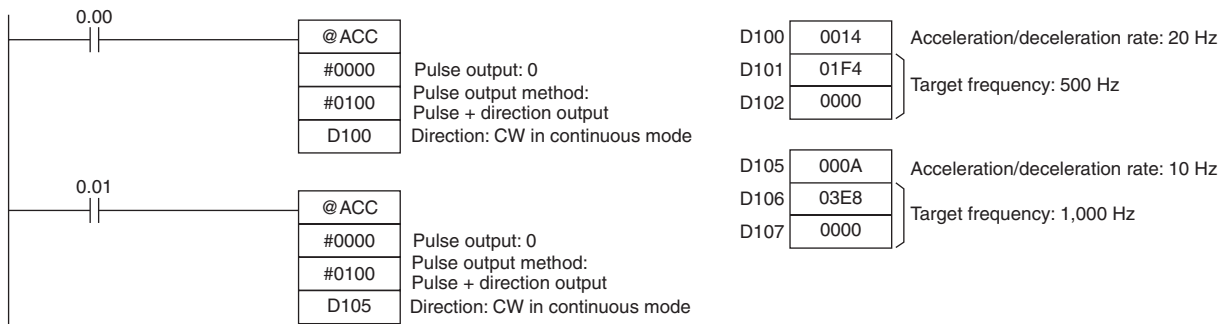 0.00
@ACC
#0000 Pulse output: 0
#0100 Pulse output method:
Pulse + direction output
D100 Direction: CW in continuous mode
0.01
@ACC
#0000 Pulse output: 0
#0100 Pulse output method:
Pulse + direction output
D105 Direction: CW in continuous mode
D100 0014 Acceleration/deceleration rate: 20 Hz
D101 01F4
Target frequency: 500 Hz
D102 0000
D105 000A Acceleration/deceleration rate: 10 Hz
D106 03E8
Target frequency: 1,000 Hz
D107 0000